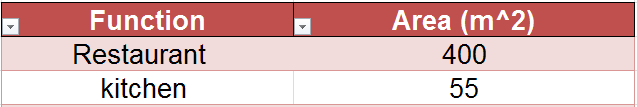 Function Area (m^2)
Restaurant 400
kitchen 55